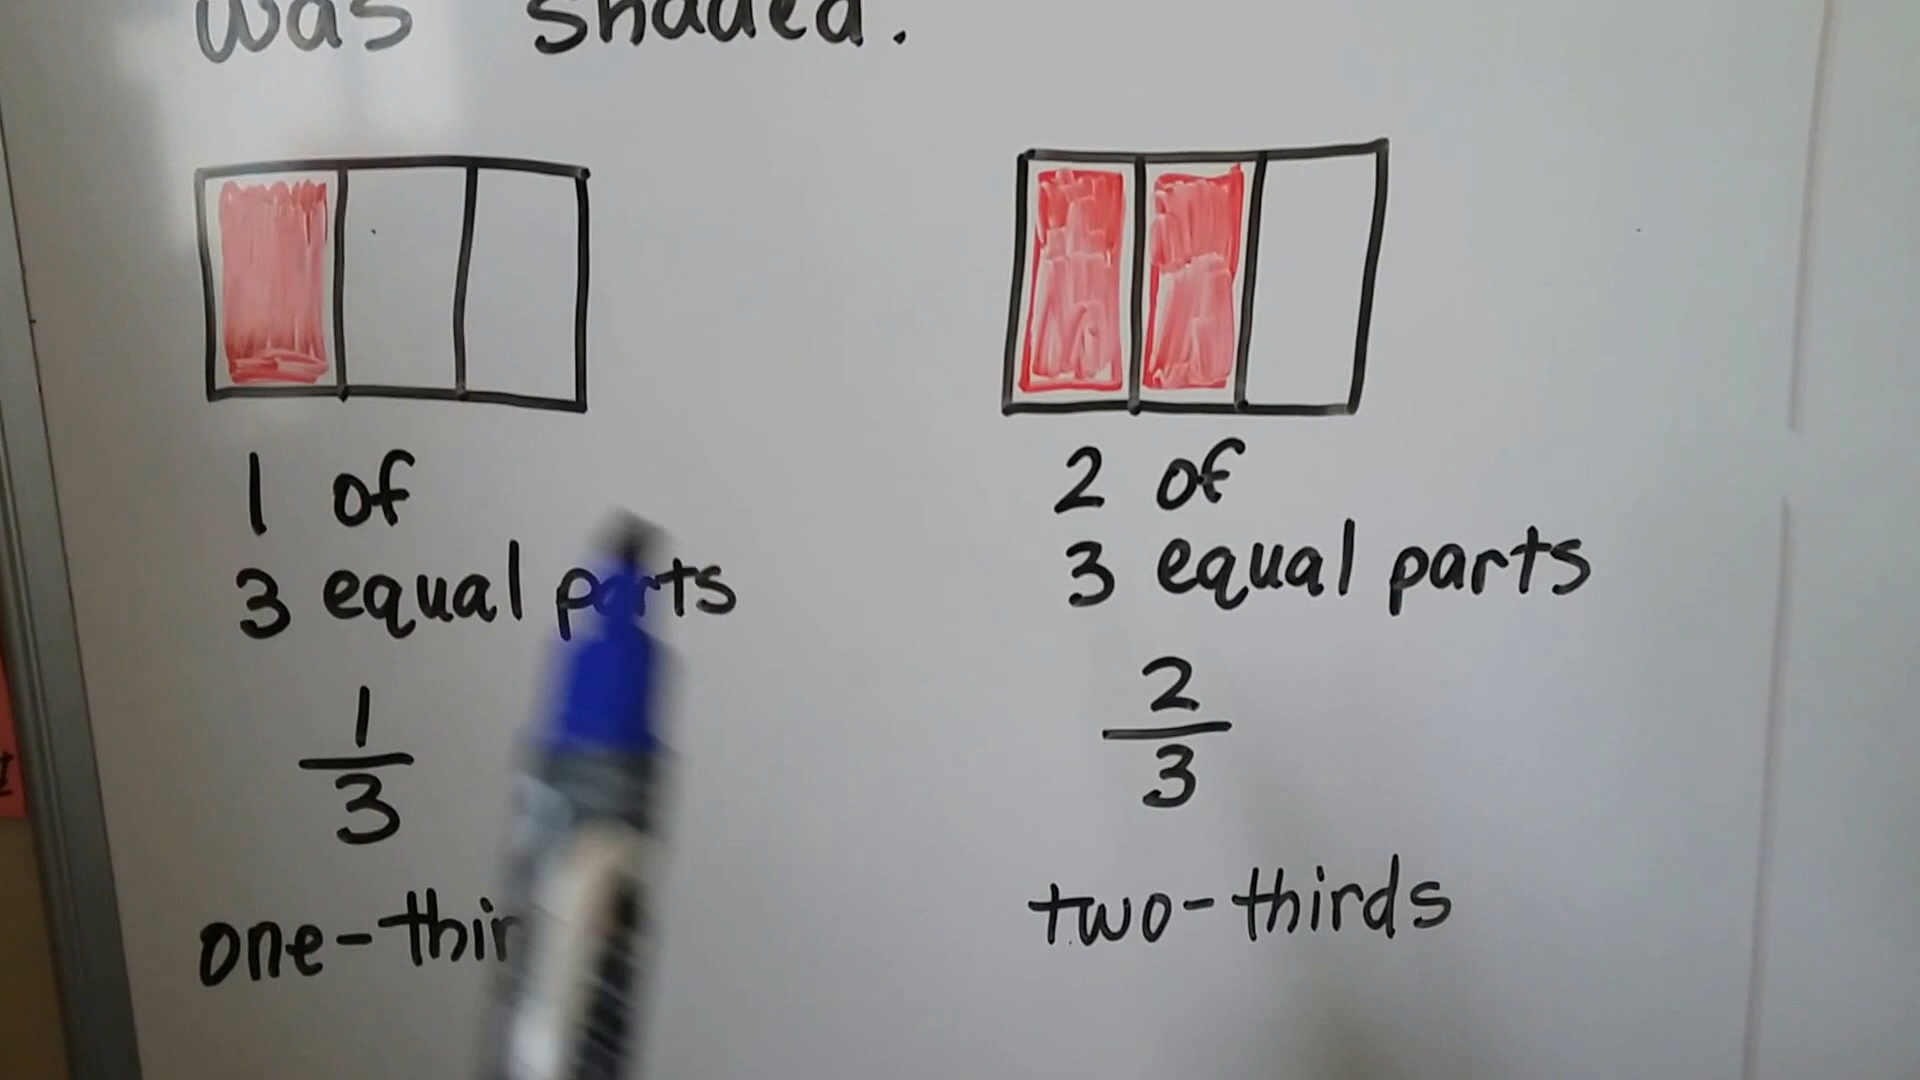 was shaded.
1 of
3 equal parts
1
3
one-thir
2 of
3 equal parts
2
3
two-thirds